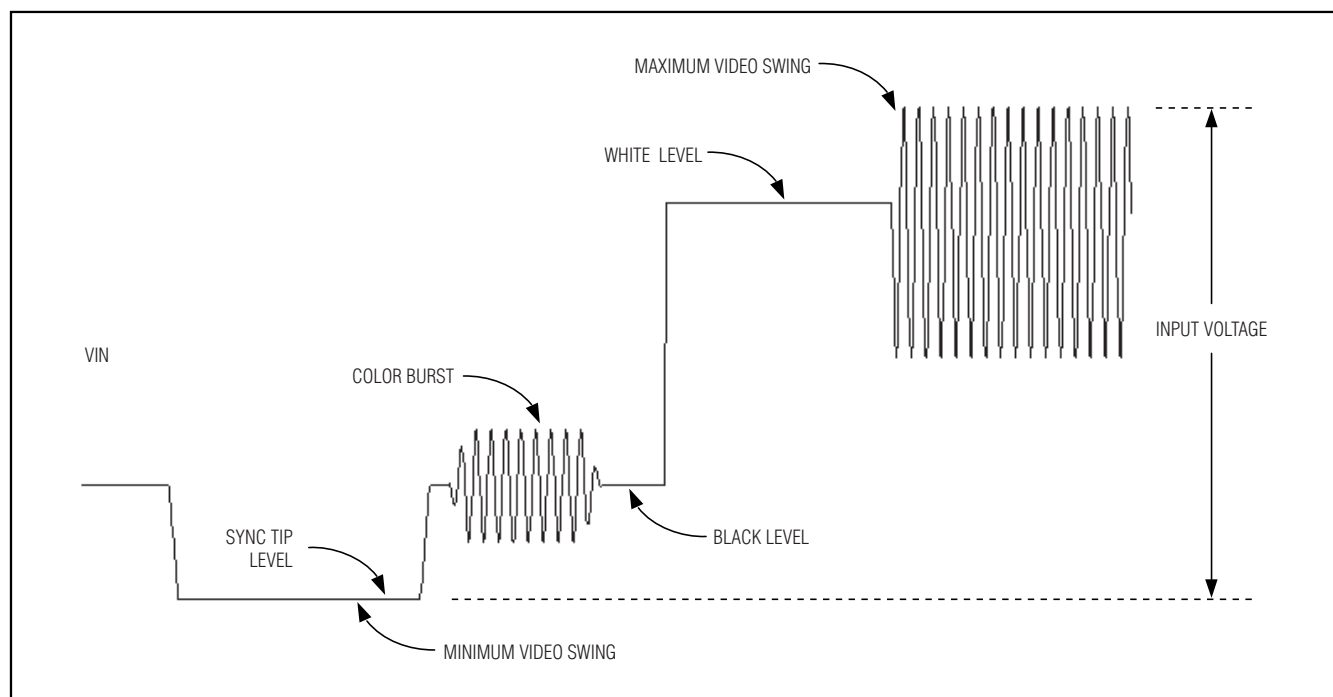 MAXIMUM VIDEO SWING
WHITE LEVEL
INPUT VOLTAGE
VIN
COLOR BURST
SYNC TIP
LEVEL
BLACK LEVEL
MINIMUM VIDEO SWING